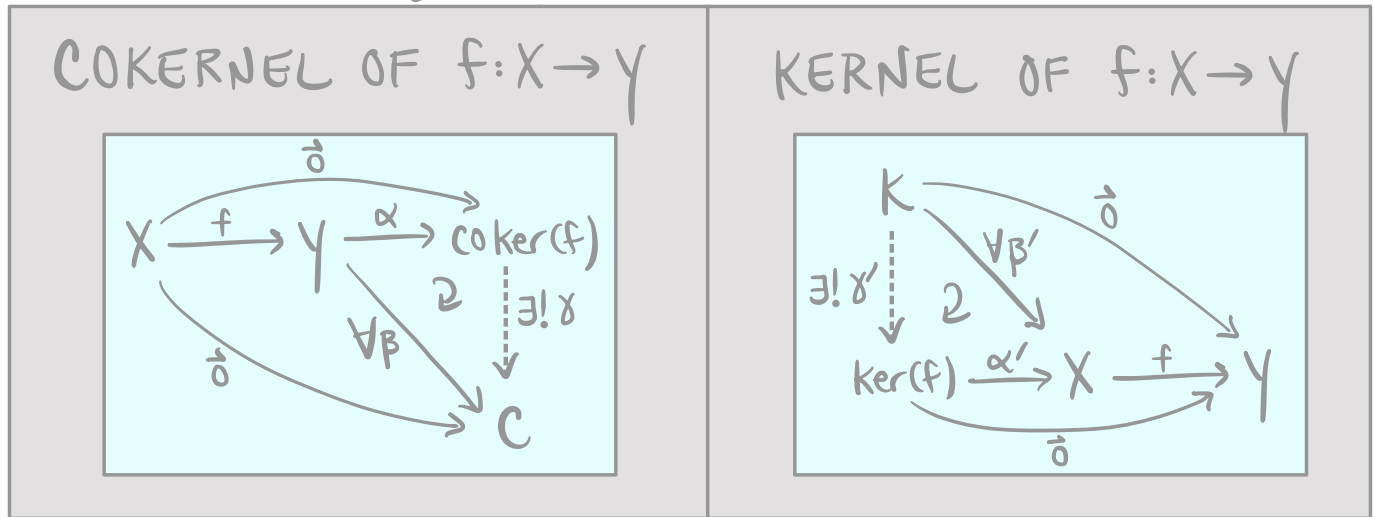 COKERNEL OF f: X → Y
0⃗
X f Y α coker(f)
∃! γ
∀β
0⃗
C
KERNEL OF f: X → Y
K
0⃗
∀β′
∃! γ′
ker(f) α′ X f Y
0⃗